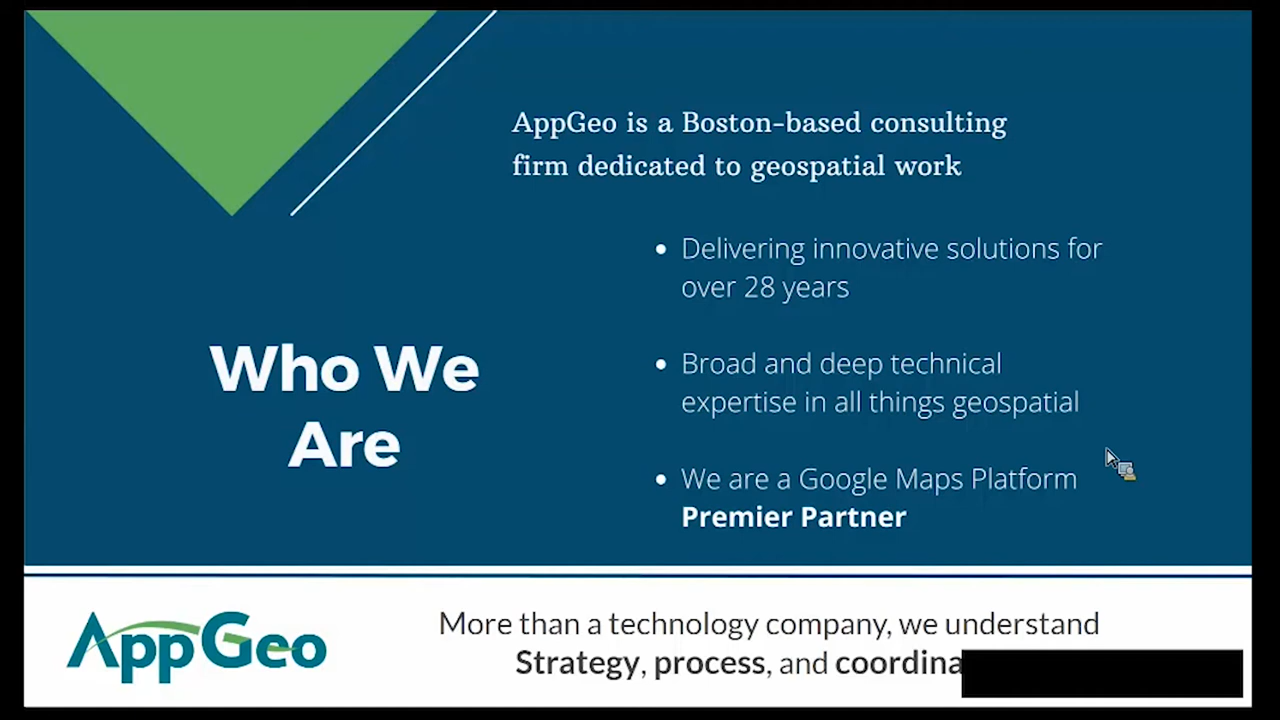 AppGeo is a Boston-based consulting
firm dedicated to geospatial work
Delivering innovative solutions for
over 28 years
Broad and deep technical
expertise in all things geospatial
We are a Google Maps Platform
Premier Partner
Who We
Are
AppGeo
More than a technology company, we understand
Strategy, process, and